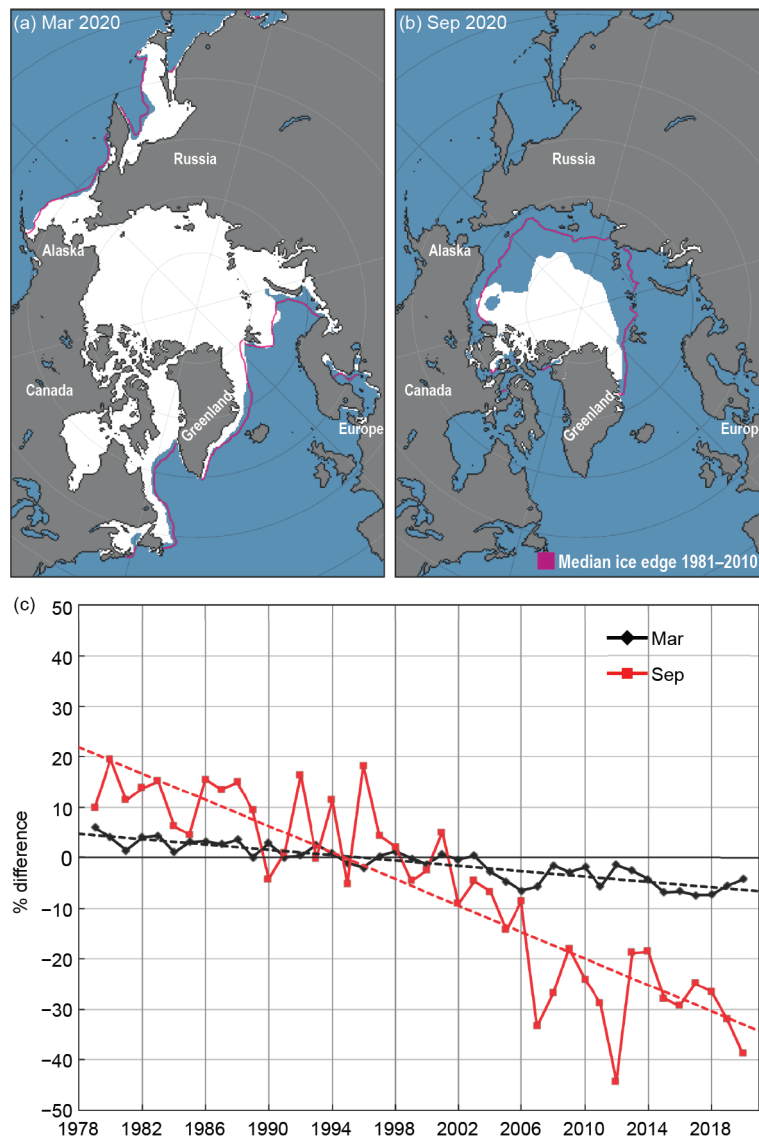 (a) Mar 2020
Russia
Alaska
Canada
Greenland
Europe
(b) Sep 2020
Russia
Alaska
Canada
Greenland
Europ
Median ice edge 1981–2010
(c)
50
40
30
20
10
0
−10
−20
−30
−40
−50
% difference
Mar
Sep
1978 1982 1986 1990 1994 1998 2002 2006 2010 2014 2018